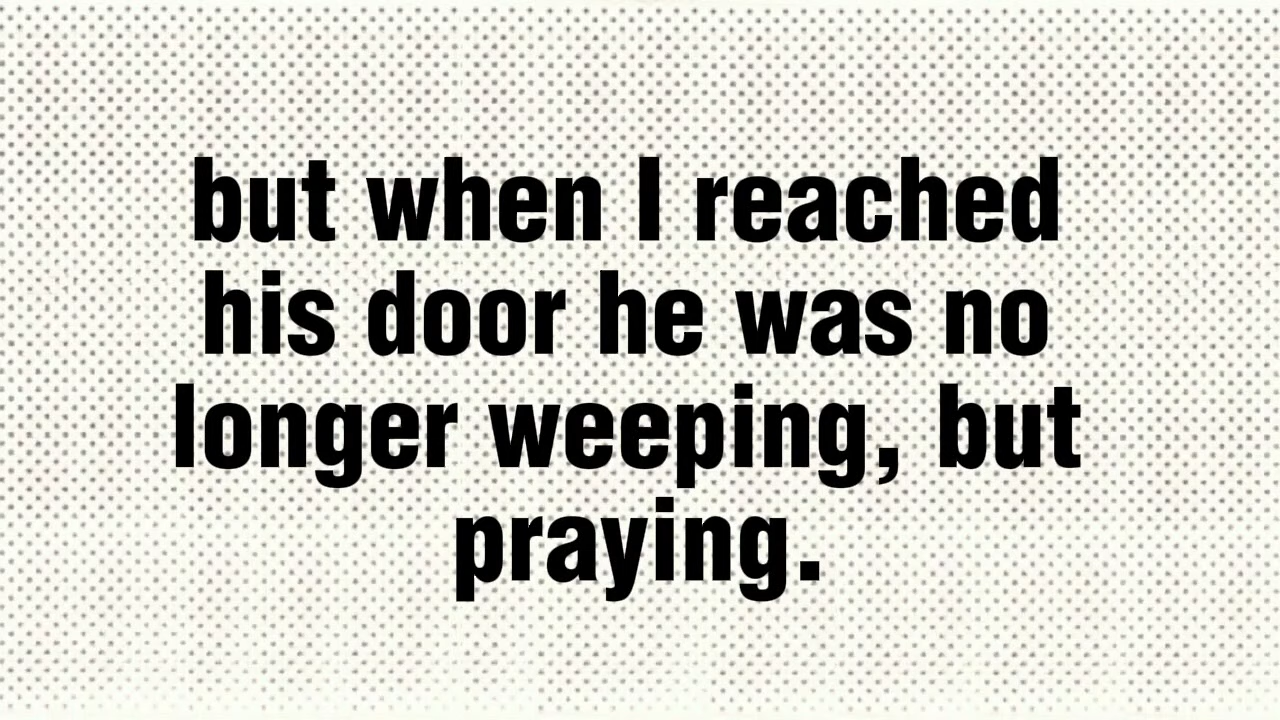 but when I reached
his door he was no
longer weeping, but
praying.